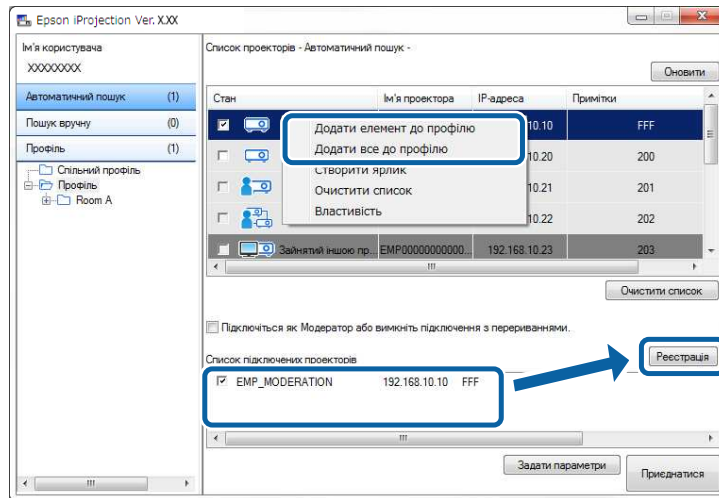 Epson iProjection Ver. X.XX
Ім'я користувача
XXXXXXXX
Автоматичний пошук (1)
Пошук вручну (0)
Профіль (1)
Спільний профіль
Профіль
Room A
Список проекторів - Автоматичний пошук -
Оновити
Стан Ім'я проектора IP-адреса Примітки
10.10 FFF
10.20 200
10.21 201
10.22 202
Зайнятий іншою пр... EMP00000000000... 192.168.10.23 203
Додати елемент до профілю
Додати все до профілю
Створити ярлик
Очистити список
Властивість
Очистити список
Підключіться як Модератор або вимкніть підключення з перериваннями.
Список підключених проекторів
Реєстрація
EMP_MODERATION 192.168.10.10 FFF
Задати параметри
Приєднатися